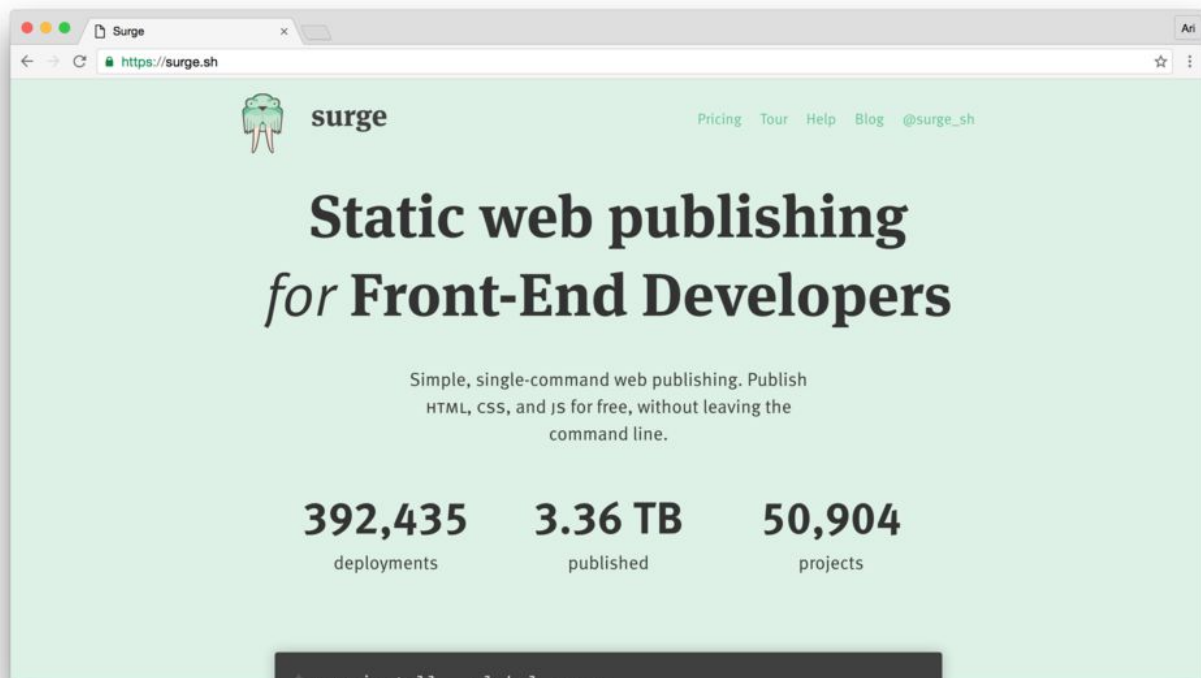 Surge
Ari
https://surge.sh
surge
Pricing Tour Help Blog @surge_sh
Static web publishing
for Front-End Developers
Simple, single-command web publishing. Publish
HTML, CSS, and JS for free, without leaving the
command line.
392,435 3.36 TB 50,904
deployments published projects